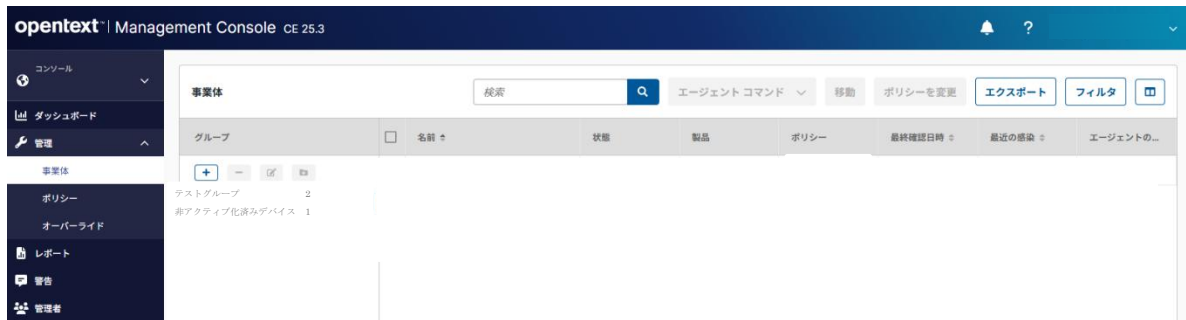 opentext™ | Management Console CE 25.3
?
コンソール
ダッシュボード
管理
事業体
ポリシー
オーバーライド
レポート
警告
管理者
事業体
検索
エージェント コマンド
移動
ポリシーを変更
エクスポート
フィルタ
グループ
名前
状態
製品
ポリシー
最終確認日時
最近の感染
エージェントの...
テストグループ 2
非アクティブ化済みデバイス 1